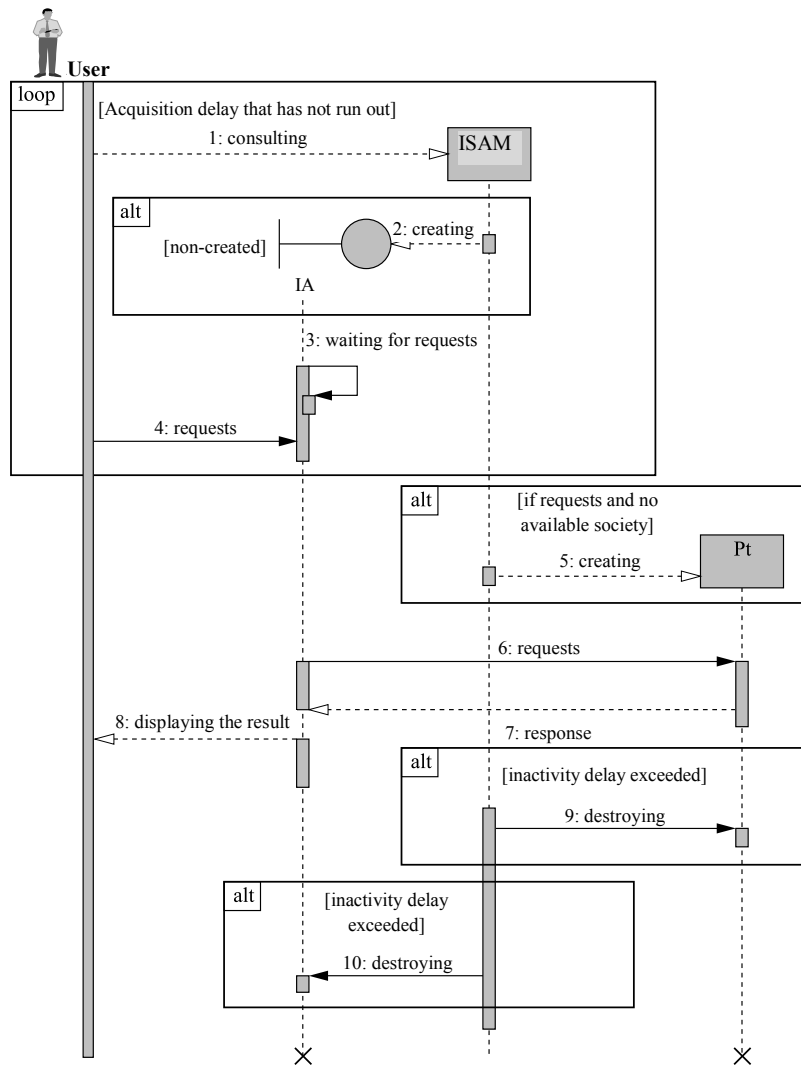 User
loop
[Acquisition delay that has not run out]
1: consulting
ISAM
alt
2: creating
[non-created]
IA
3: waiting for requests
4: requests
alt
[if requests and no
available society]
5: creating
Pt
6: requests
8: displaying the result
7: response
alt
[inactivity delay exceeded]
9: destroying
alt
[inactivity delay
exceeded]
10: destroying